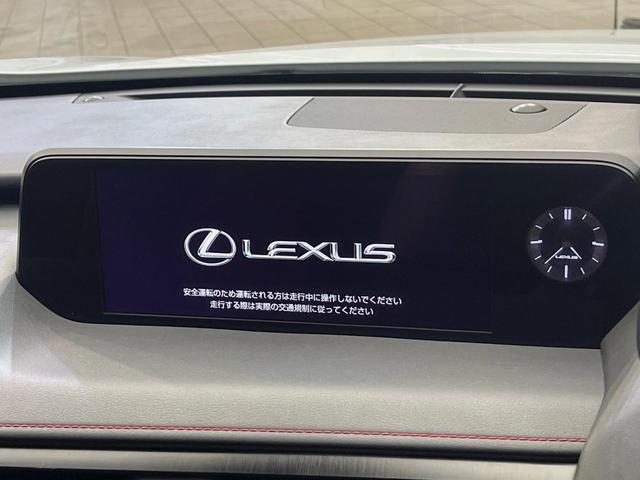 LEXUS
安全運転のため運転される方は走行中に操作しないでください
走行する際は実際の交通規制に従ってください
LEXUS